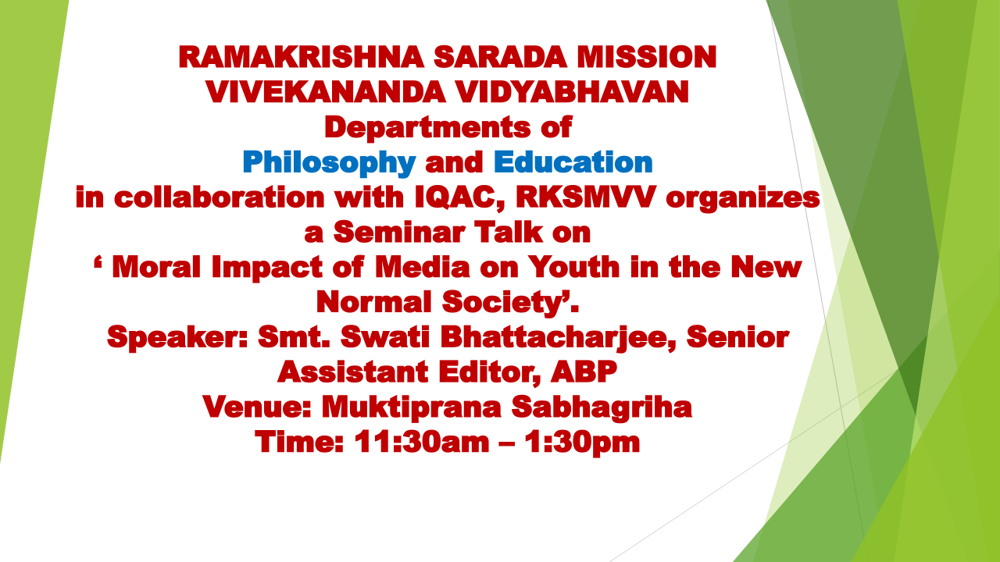 RAMAKRISHNA SARADA MISSION
VIVEKANANDA VIDYABHAVAN
Departments of
Philosophy and Education
in collaboration with IQAC, RKSMVV organizes
a Seminar Talk on
‘ Moral Impact of Media on Youth in the New
Normal Society’.
Speaker: Smt. Swati Bhattacharjee, Senior
Assistant Editor, ABP
Venue: Muktiprana Sabhagriha
Time: 11:30am – 1:30pm